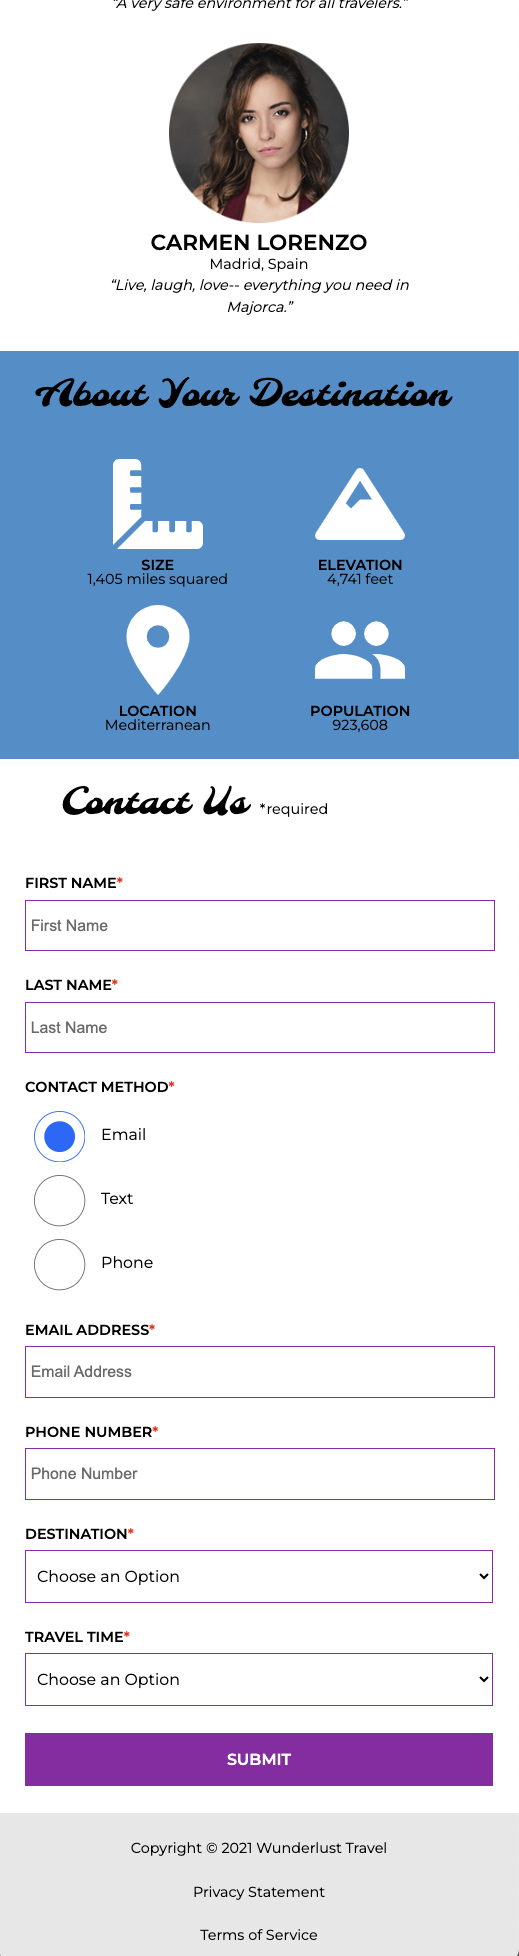 “A very safe environment for all travelers.”
CARMEN LORENZO
Madrid, Spain
“Live, laugh, love-- everything you need in
Majorca.”
About Your Destination
SIZE
1,405 miles squared
ELEVATION
4,741 feet
LOCATION
Mediterranean
POPULATION
923,608
Contact Us *required
FIRST NAME*
First Name
LAST NAME*
Last Name
CONTACT METHOD*
Email
Text
Phone
EMAIL ADDRESS*
Email Address
PHONE NUMBER*
Phone Number
DESTINATION*
Choose an Option
TRAVEL TIME*
Choose an Option
SUBMIT
Copyright © 2021 Wunderlust Travel
Privacy Statement
Terms of Service